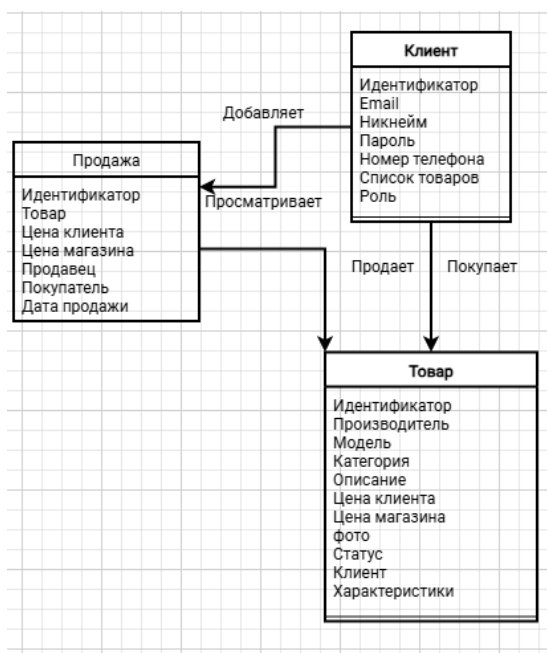 Клиент
Идентификатор
Email
Никнейм
Пароль
Номер телефона
Список товаров
Роль
Добавляет
Просматривает
Продажа
Идентификатор
Товар
Цена клиента
Цена магазина
Продавец
Покупатель
Дата продажи
Продает
Покупает
Товар
Идентификатор
Производитель
Модель
Категория
Описание
Цена клиента
Цена магазина
фото
Статус
Клиент
Характеристики